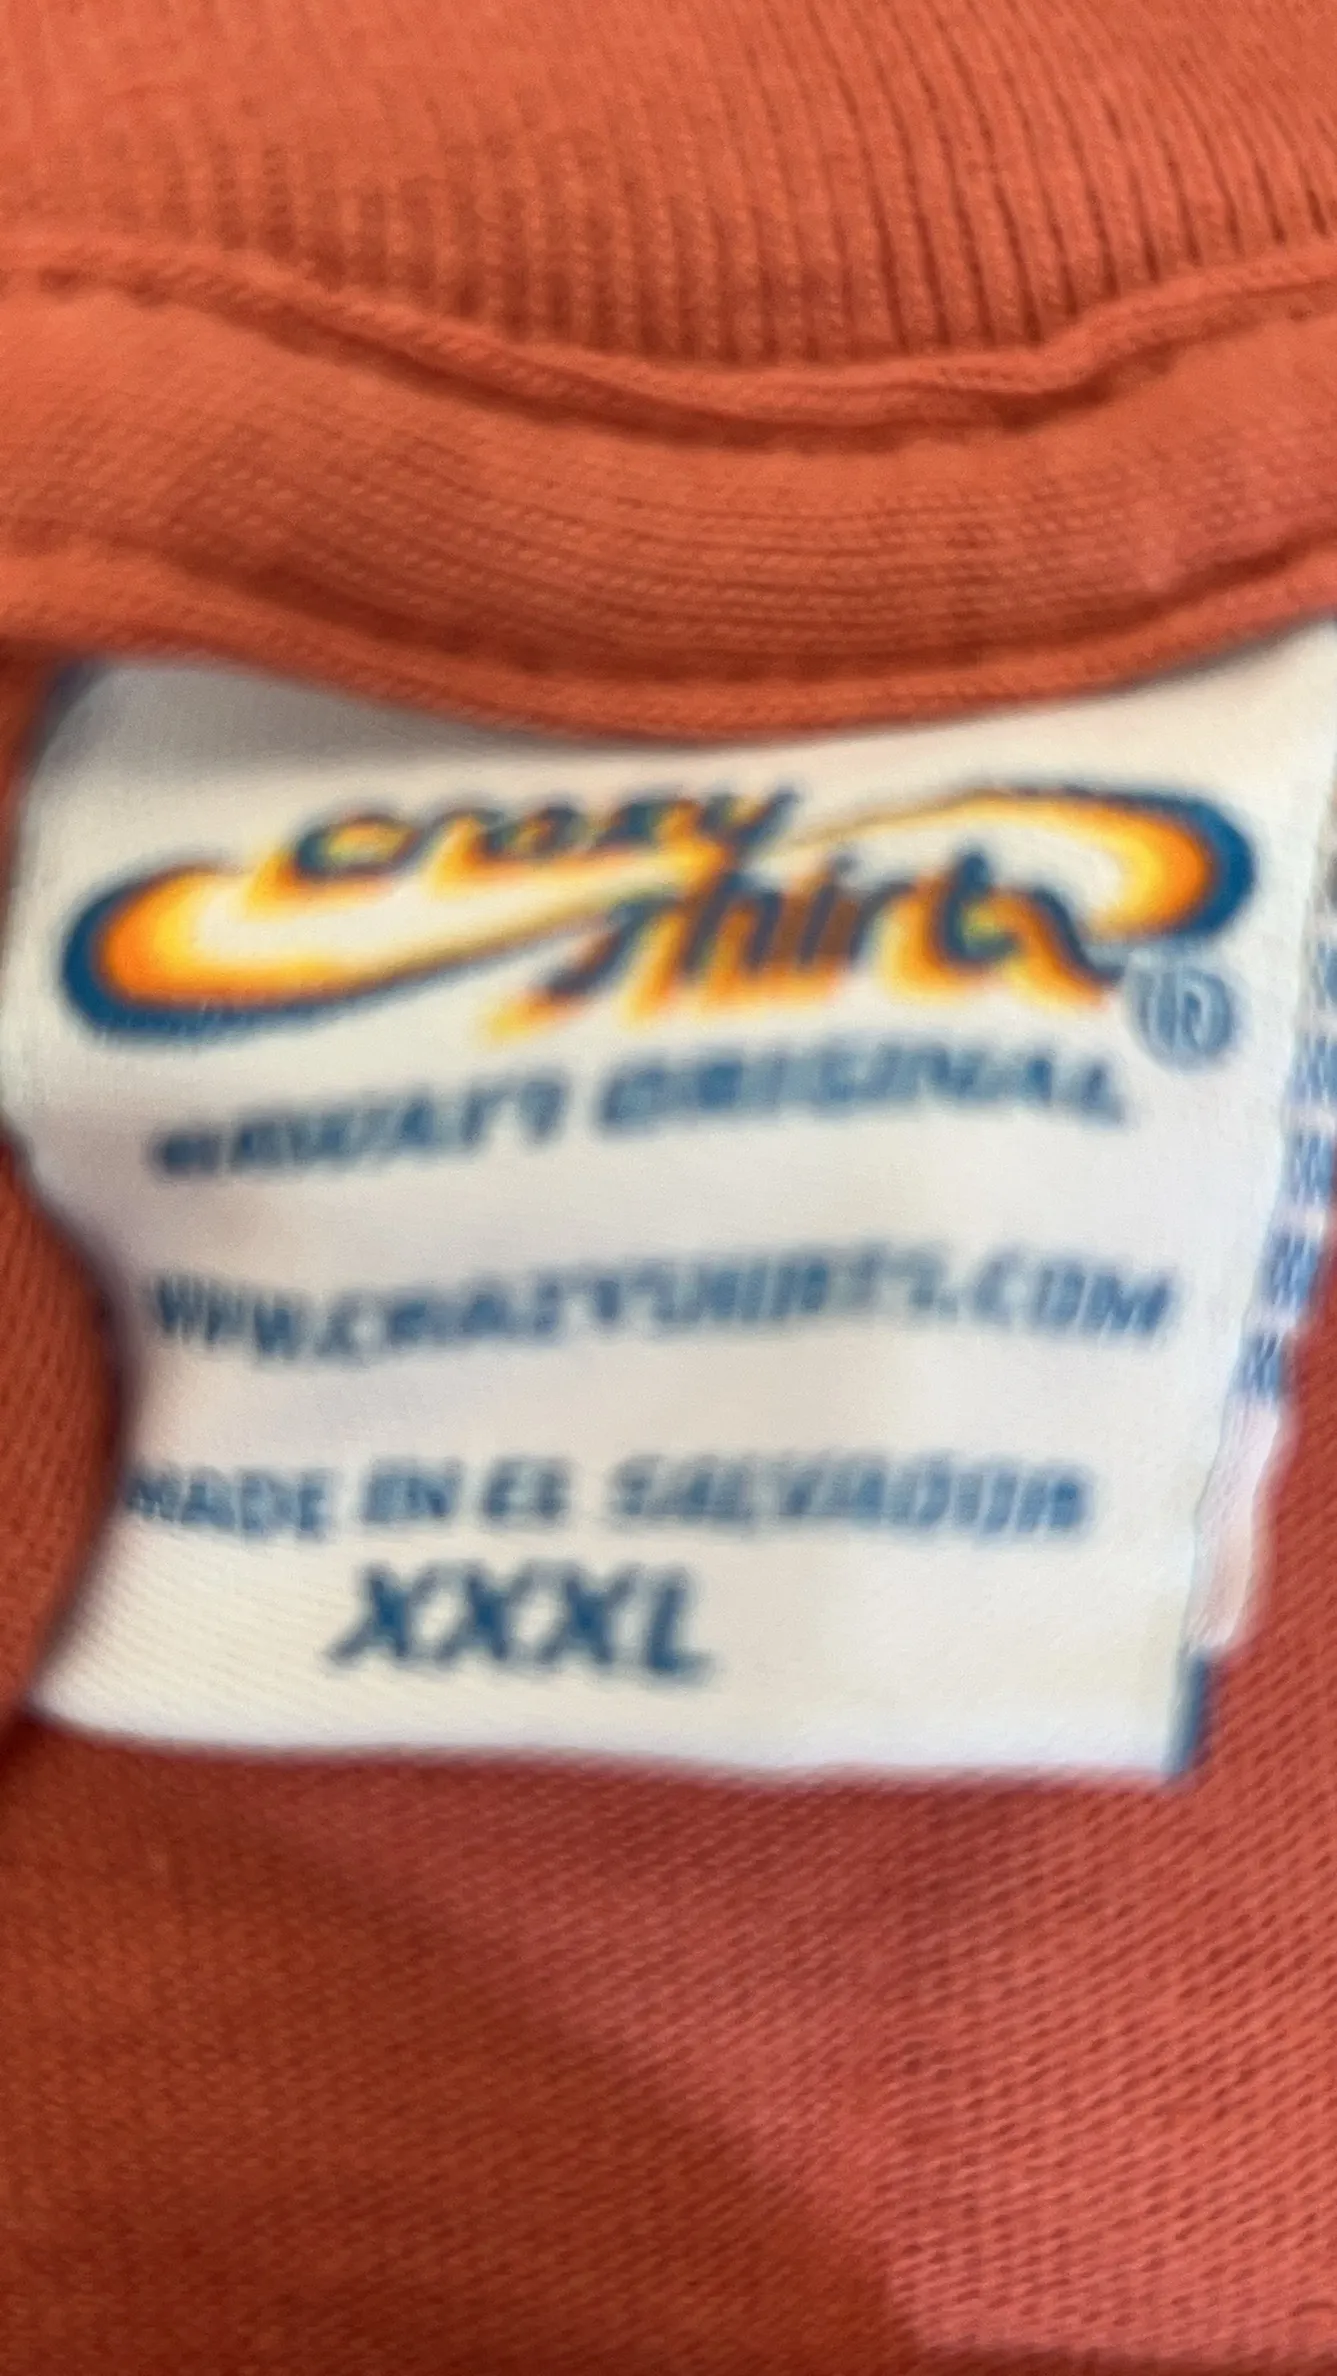 crazy
shirts®
HAWAII ORIGINAL
WWW.CRAZYSHIRTS.COM
MADE IN EL SALVADOR
XXXL